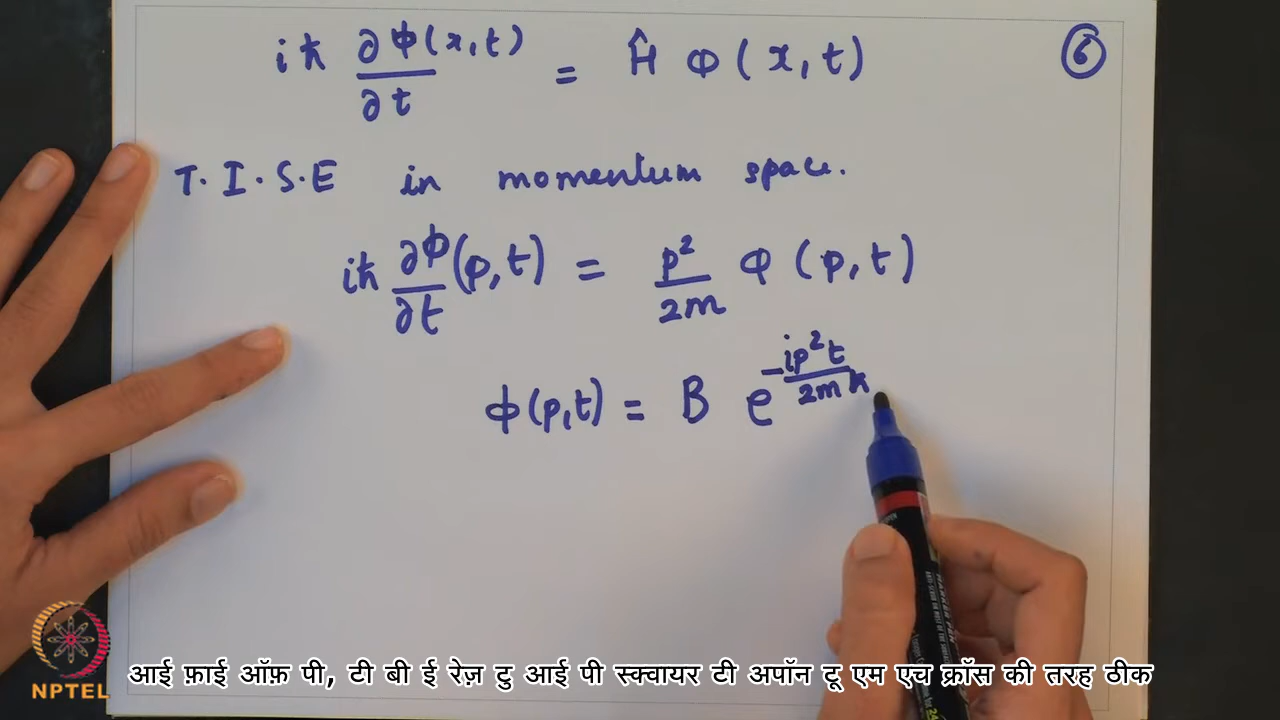 iħ ∂Φ(x,t)/∂t = Ĥ Φ(x,t)
6
T.I.S.E in momentum space.
iħ ∂Φ/∂t (p,t) = p²/2m Φ(p,t)
ϕ(p,t) = B e^(-ip²t/2mħ)
NPTEL
आई फ़ाई ऑफ़ पी, टी बी ई रेज़ टु आई पी स्क्वायर टी अपॉन टू एम एच क्रॉस की तरह ठीक